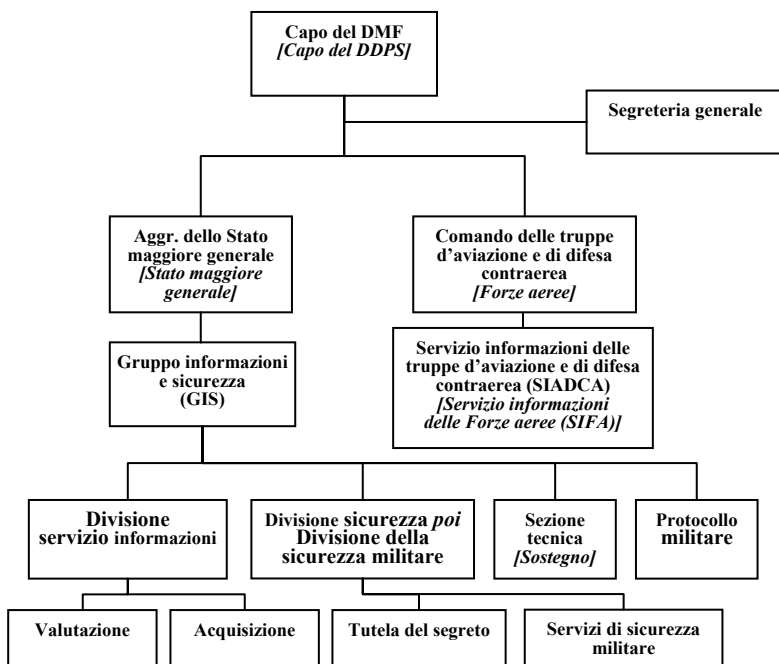 Capo del DMF
[Capo del DDPS]
Segreteria generale
Aggr. dello Stato
maggiore generale
[Stato maggiore
generale]
Comando delle truppe
d'aviazione e di difesa
contraerea
[Forze aeree]
Gruppo informazioni
e sicurezza
(GIS)
Servizio informazioni delle
truppe d'aviazione e di difesa
contraerea (SIADCA)
[Servizio informazioni
delle Forze aeree (SIFA)]
Divisione
servizio informazioni
Divisione sicurezza poi
Divisione della
sicurezza militare
Sezione
tecnica
[Sostegno]
Protocollo
militare
Valutazione
Acquisizione
Tutela del segreto
Servizi di sicurezza
militare